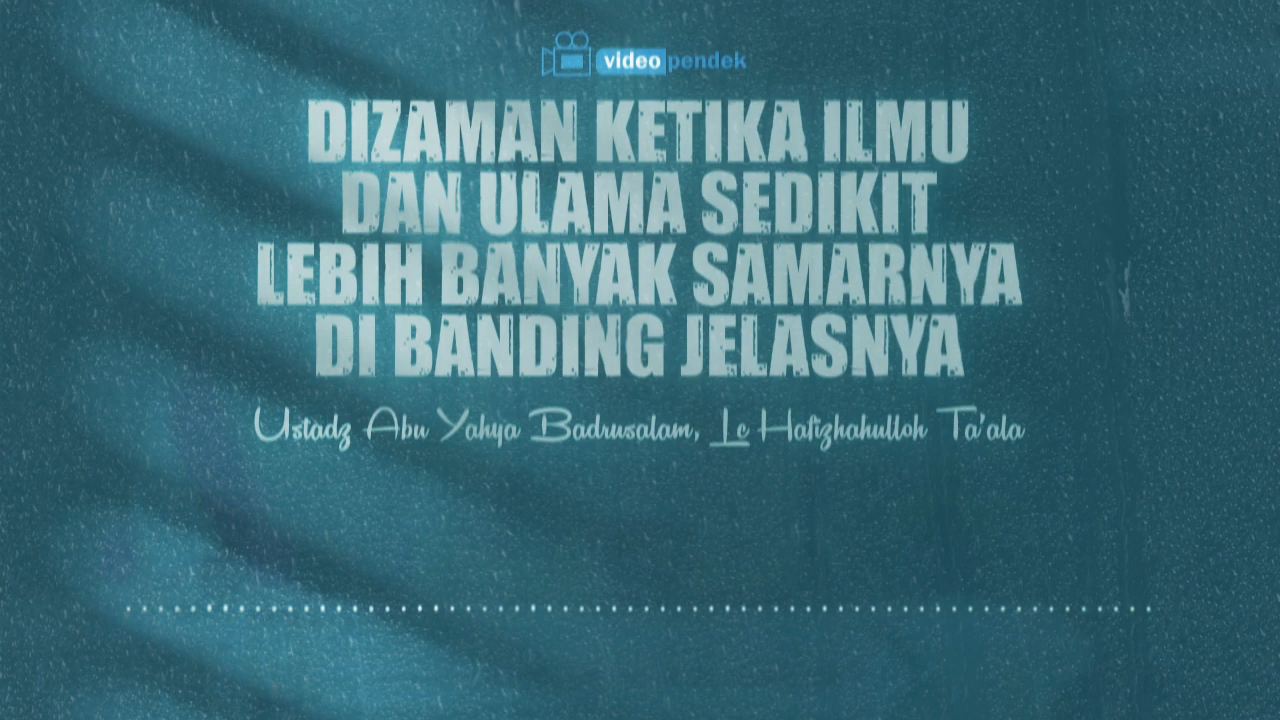 videopendek
DIZAMAN KETIKA ILMU
DAN ULAMA SEDIKIT
LEBIH BANYAK SAMARNYA
DI BANDING JELASNYA
Ustadz Abu Yahya Badrusalam, Lc Hafizhahulloh Ta'ala